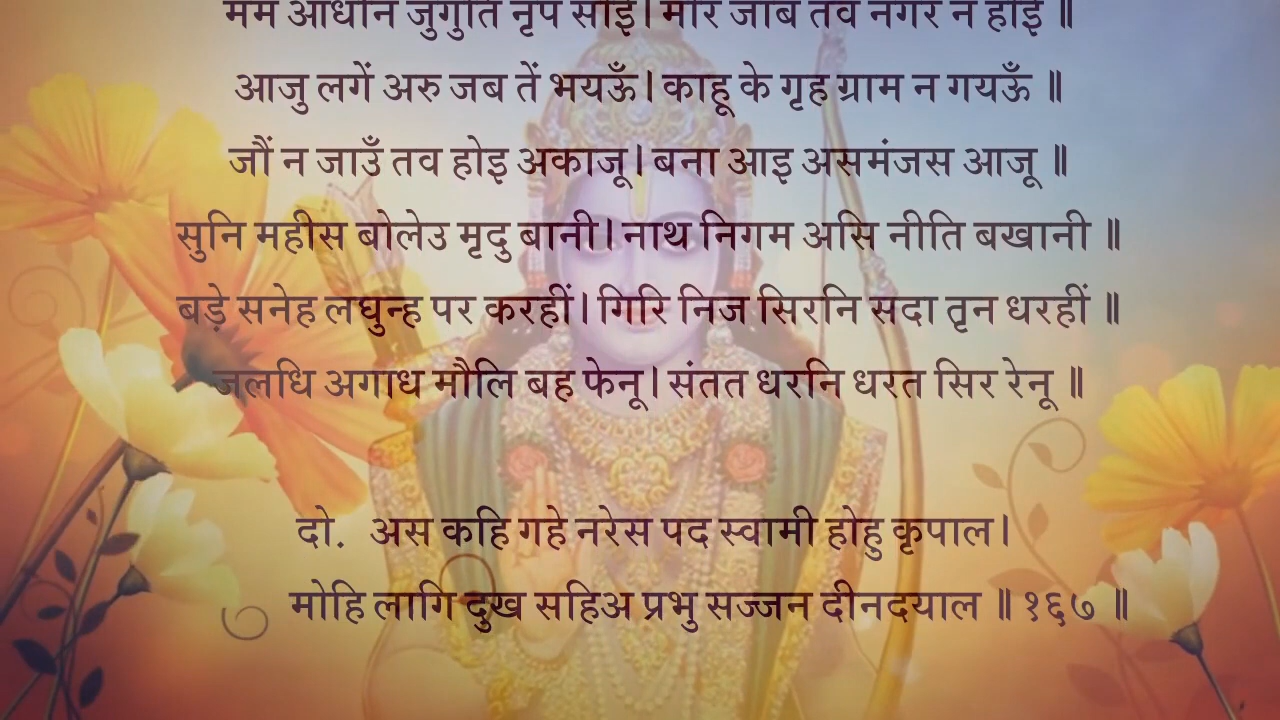 मम आधीन जुगुति नृप सोई। मोर जाब तव नगर न होई ॥
आजु लगें अरु जब तें भयऊँ। काहू के गृह ग्राम न गयऊँ ॥
जौं न जाउँ तव होइ अकाजू। बना आइ असमंजस आजू ॥
सुनि महीस बोलेउ मृदु बानी। नाथ निगम असि नीति बखानी ॥
बड़े सनेह लघुन्ह पर करहीं। गिरि निज सिरनि सदा तृन धरहीं ॥
जलधि अगाध मौलि बह फेनू। संतत धरनि धरत सिर रेनू ॥
दो. अस कहि गहे नरेस पद स्वामी होहु कृपाल।
मोहि लागि दुख सहिअ प्रभु सज्जन दीनदयाल ॥ १६७ ॥